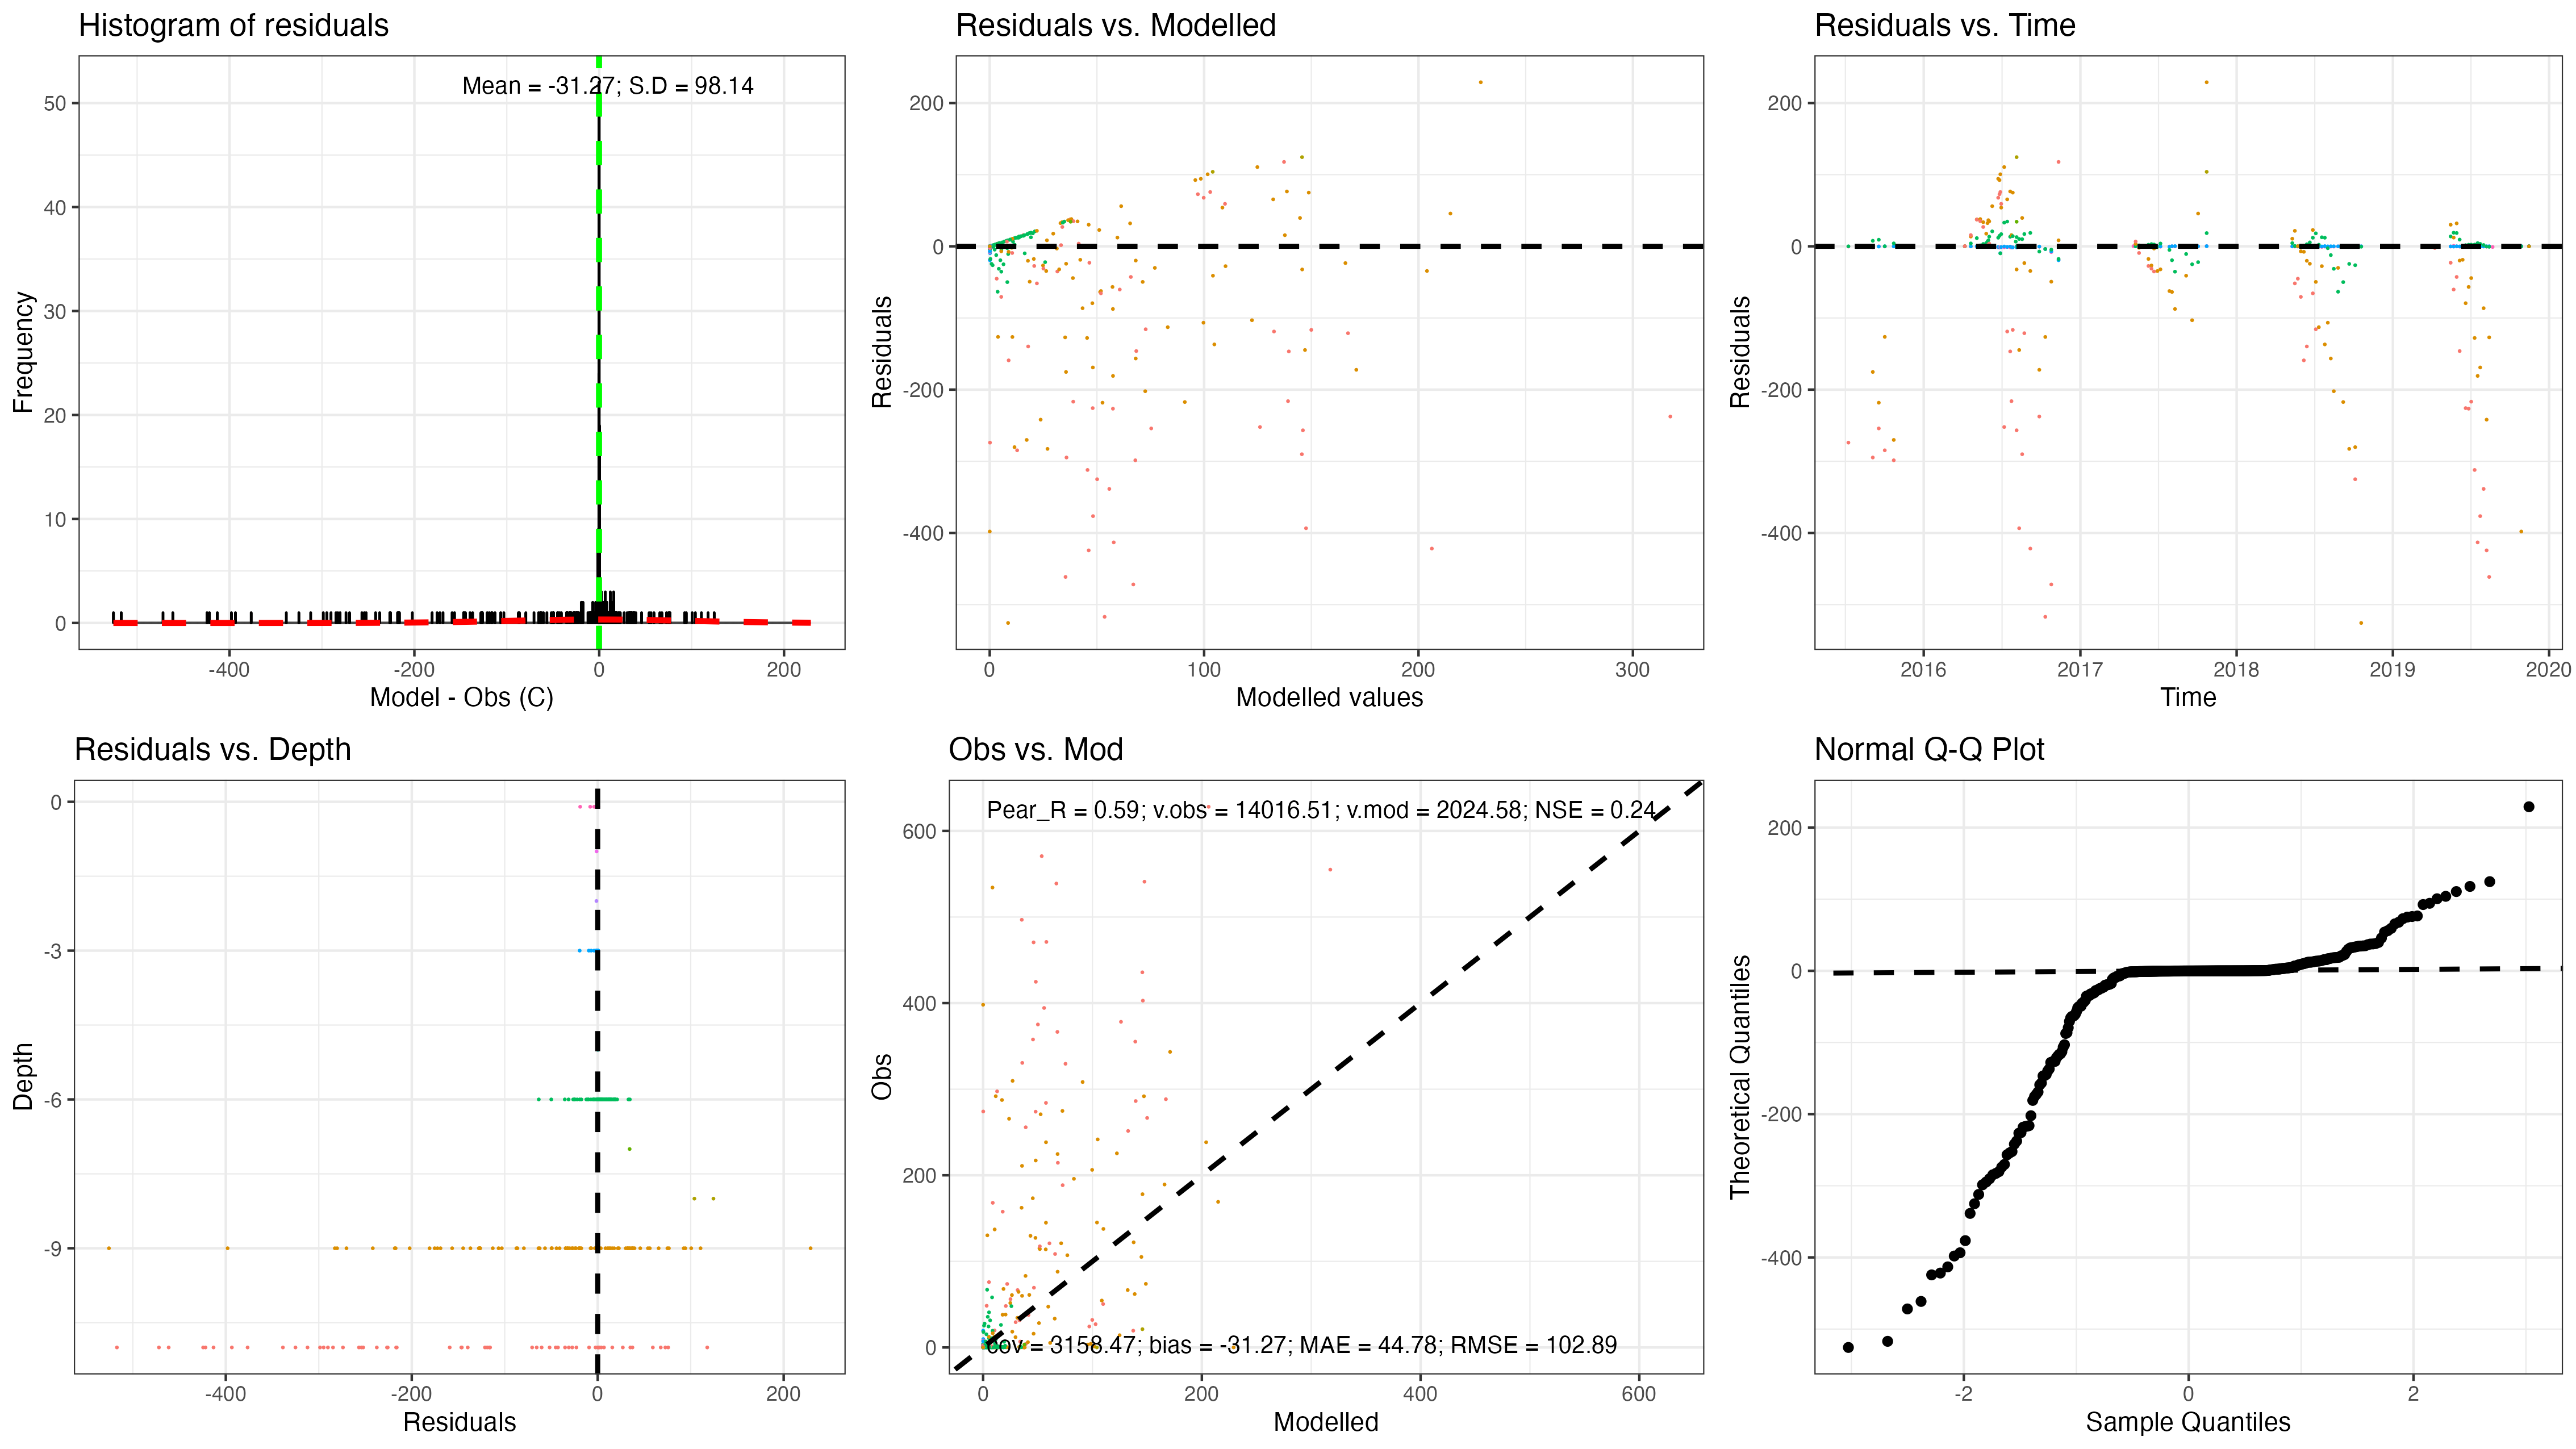 Histogram of residuals
Mean = -31.27; S.D = 98.14
50
40
30
20
10
0
Frequency
-400 -200 0 200
Model - Obs (C)
Residuals vs. Modelled
200
0
-200
-400
Residuals
0 100 200 300
Modelled values
Residuals vs. Time
200
0
-200
-400
Residuals
2016 2017 2018 2019 2020
Time
Residuals vs. Depth
0
-3
-6
-9
Depth
-400 -200 0 200
Residuals
Obs vs. Mod
Pear_R = 0.59; v.obs = 14016.51; v.mod = 2024.58; NSE = 0.24
600
400
200
0
Obs
cov = 3158.47; bias = -31.27; MAE = 44.78; RMSE = 102.89
0 200 400 600
Modelled
Normal Q-Q Plot
200
0
-200
-400
Theoretical Quantiles
-2 0 2
Sample Quantiles